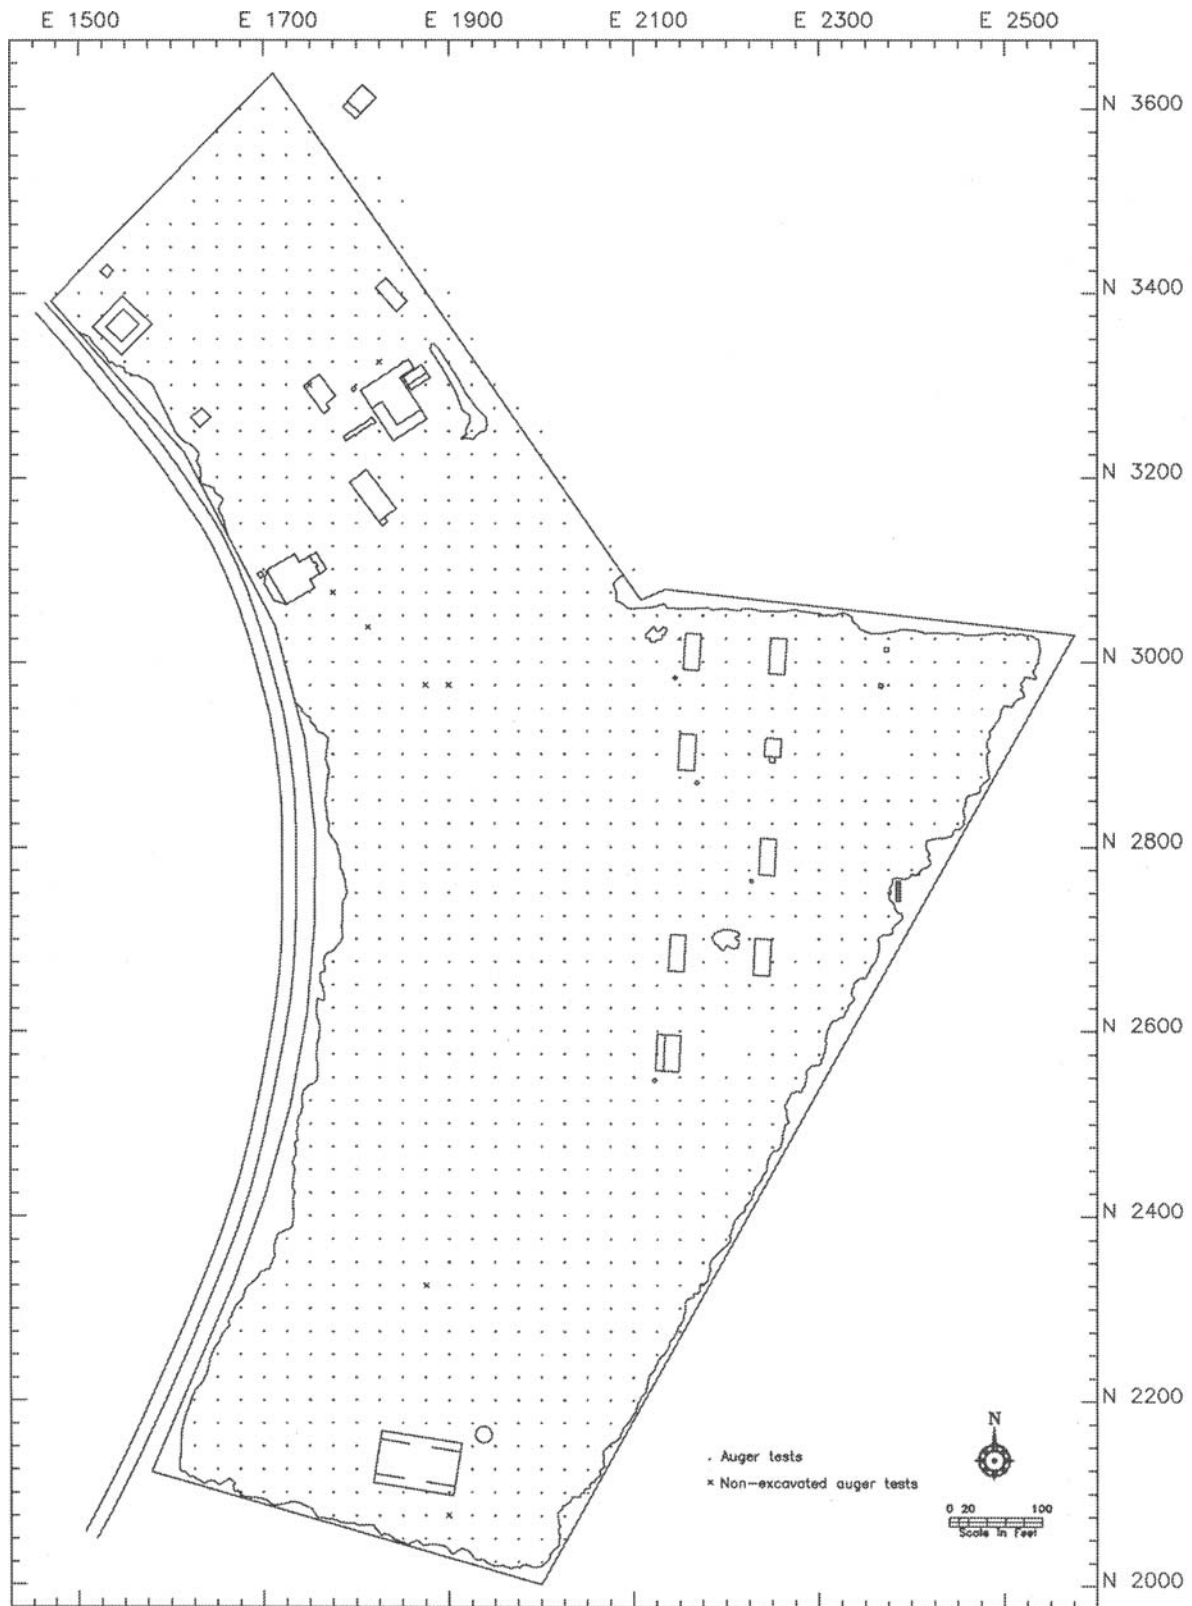 E 1500 E 1700 E 1900 E 2100 E 2300 E 2500
N 3600
N 3400
N 3200
N 3000
N 2800
N 2600
N 2400
N 2200
N
. Auger tests
× Non-excavated auger tests
0 20 100
Scale In Feet
N 2000